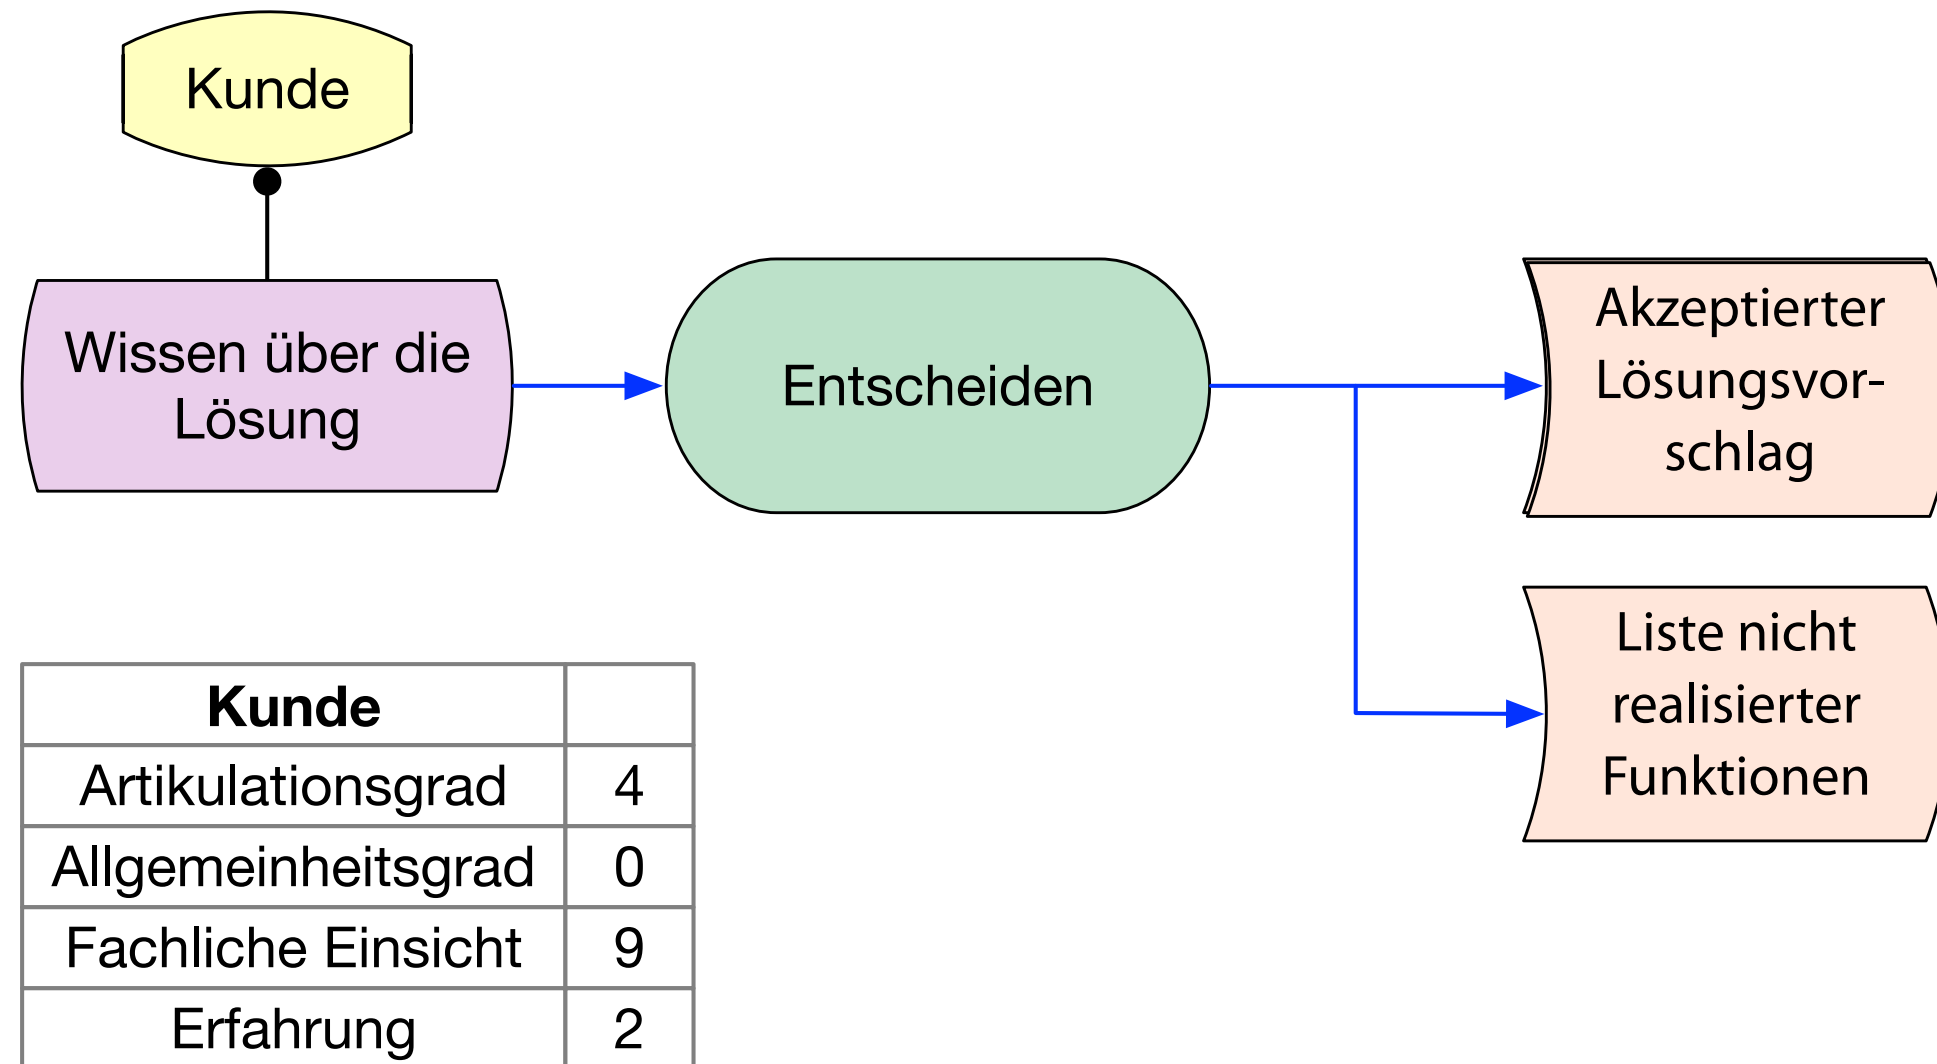 Kunde
Wissen über die
Lösung
Entscheiden
Akzeptierter
Lösungsvor-
schlag
Liste nicht
realisierter
Funktionen
Kunde
Artikulationsgrad 4
Allgemeinheitsgrad 0
Fachliche Einsicht 9
Erfahrung 2